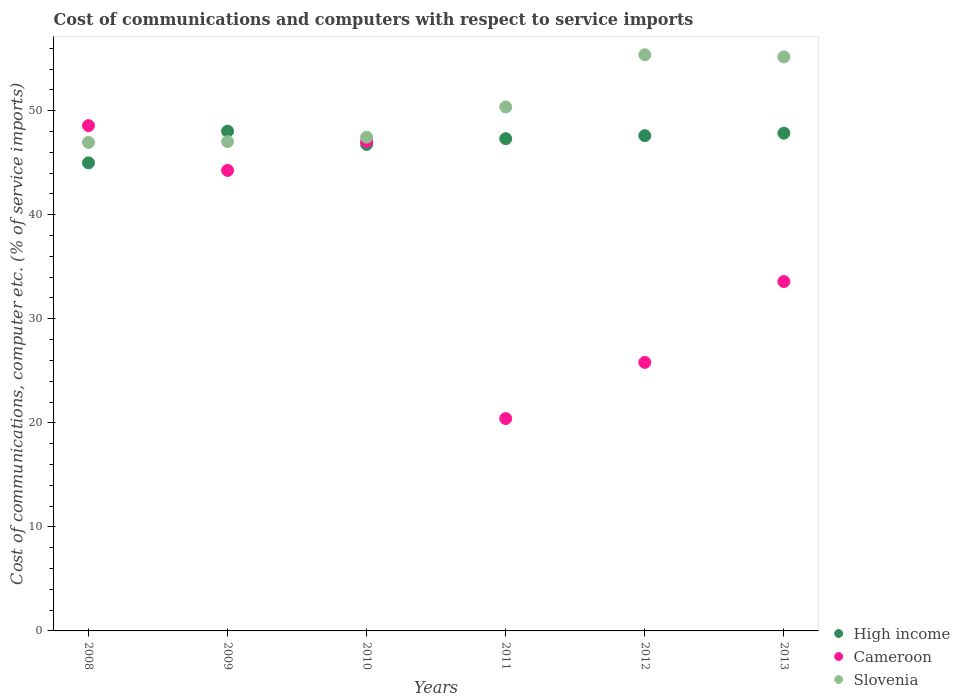 Cost of communications and computers with respect to service imports
Cost of communications, computer etc. (% of service imports)
50
40
30
20
10
0
2008
2009
2010
2011
2012
2013
Years
High income
Cameroon
Slovenia